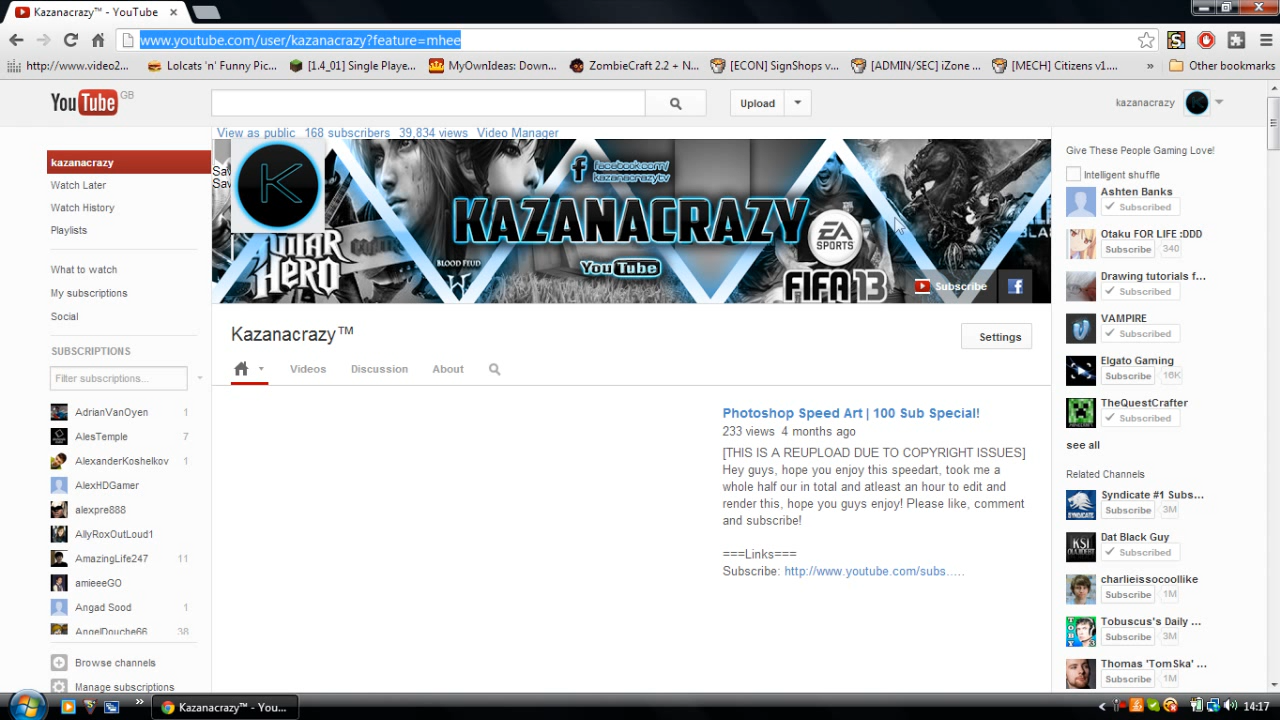 Kazanacrazy™ - YouTube
www.youtube.com/user/kazanacrazy?feature=mhee
http://www.video2... Lolcats 'n' Funny Pic... [1.4_01] Single Playe... MyOwnIdeas: Down... ZombieCraft 2.2 + N... [ECON] SignShops v... [ADMIN/SEC] iZone ... [MECH] Citizens v1.... » Other bookmarks
YouTube GB
Upload
kazanacrazy
View as public 168 subscribers 39,834 views Video Manager
kazanacrazy
Watch Later
Watch History
Playlists
What to watch
My subscriptions
Social
SUBSCRIPTIONS
Filter subscriptions...
AdrianVanOyen 1
AlesTemple 7
AlexanderKoshelkov 1
AlexHDGamer
alexpre888
AllyRoxOutLoud1
AmazingLife247 11
amieeeGO
Angad Sood 1
AngelDouche66 38
Browse channels
Manage subscriptions
K
facebook.com/
kazanacrazytv
KAZANACRAZY
YouTube
GUITAR
HERO
BLOOD FEUD
EA
SPORTS
FIFA 13
Subscribe
Kazanacrazy™
Settings
Videos Discussion About
Photoshop Speed Art | 100 Sub Special!
233 views 4 months ago
[THIS IS A REUPLOAD DUE TO COPYRIGHT ISSUES]
Hey guys, hope you enjoy this speedart, took me a
whole half our in total and atleast an hour to edit and
render this, hope you guys enjoy! Please like, comment
and subscribe!
===Links===
Subscribe: http://www.youtube.com/subs.....
Give These People Gaming Love!
Intelligent shuffle
Ashten Banks
Subscribed
Otaku FOR LIFE :DDD
Subscribe 340
Drawing tutorials f...
Subscribed
VAMPIRE
Subscribed
Elgato Gaming
Subscribe 16K
TheQuestCrafter
Subscribed
see all
Related Channels
Syndicate #1 Subs...
Subscribe 3M
Dat Black Guy
Subscribed
charlieissocoollike
Subscribe 1M
Tobuscus's Daily ...
Subscribe 3M
Thomas 'TomSka' ...
Subscribe 1M
Kazanacrazy™ - You...
14:17